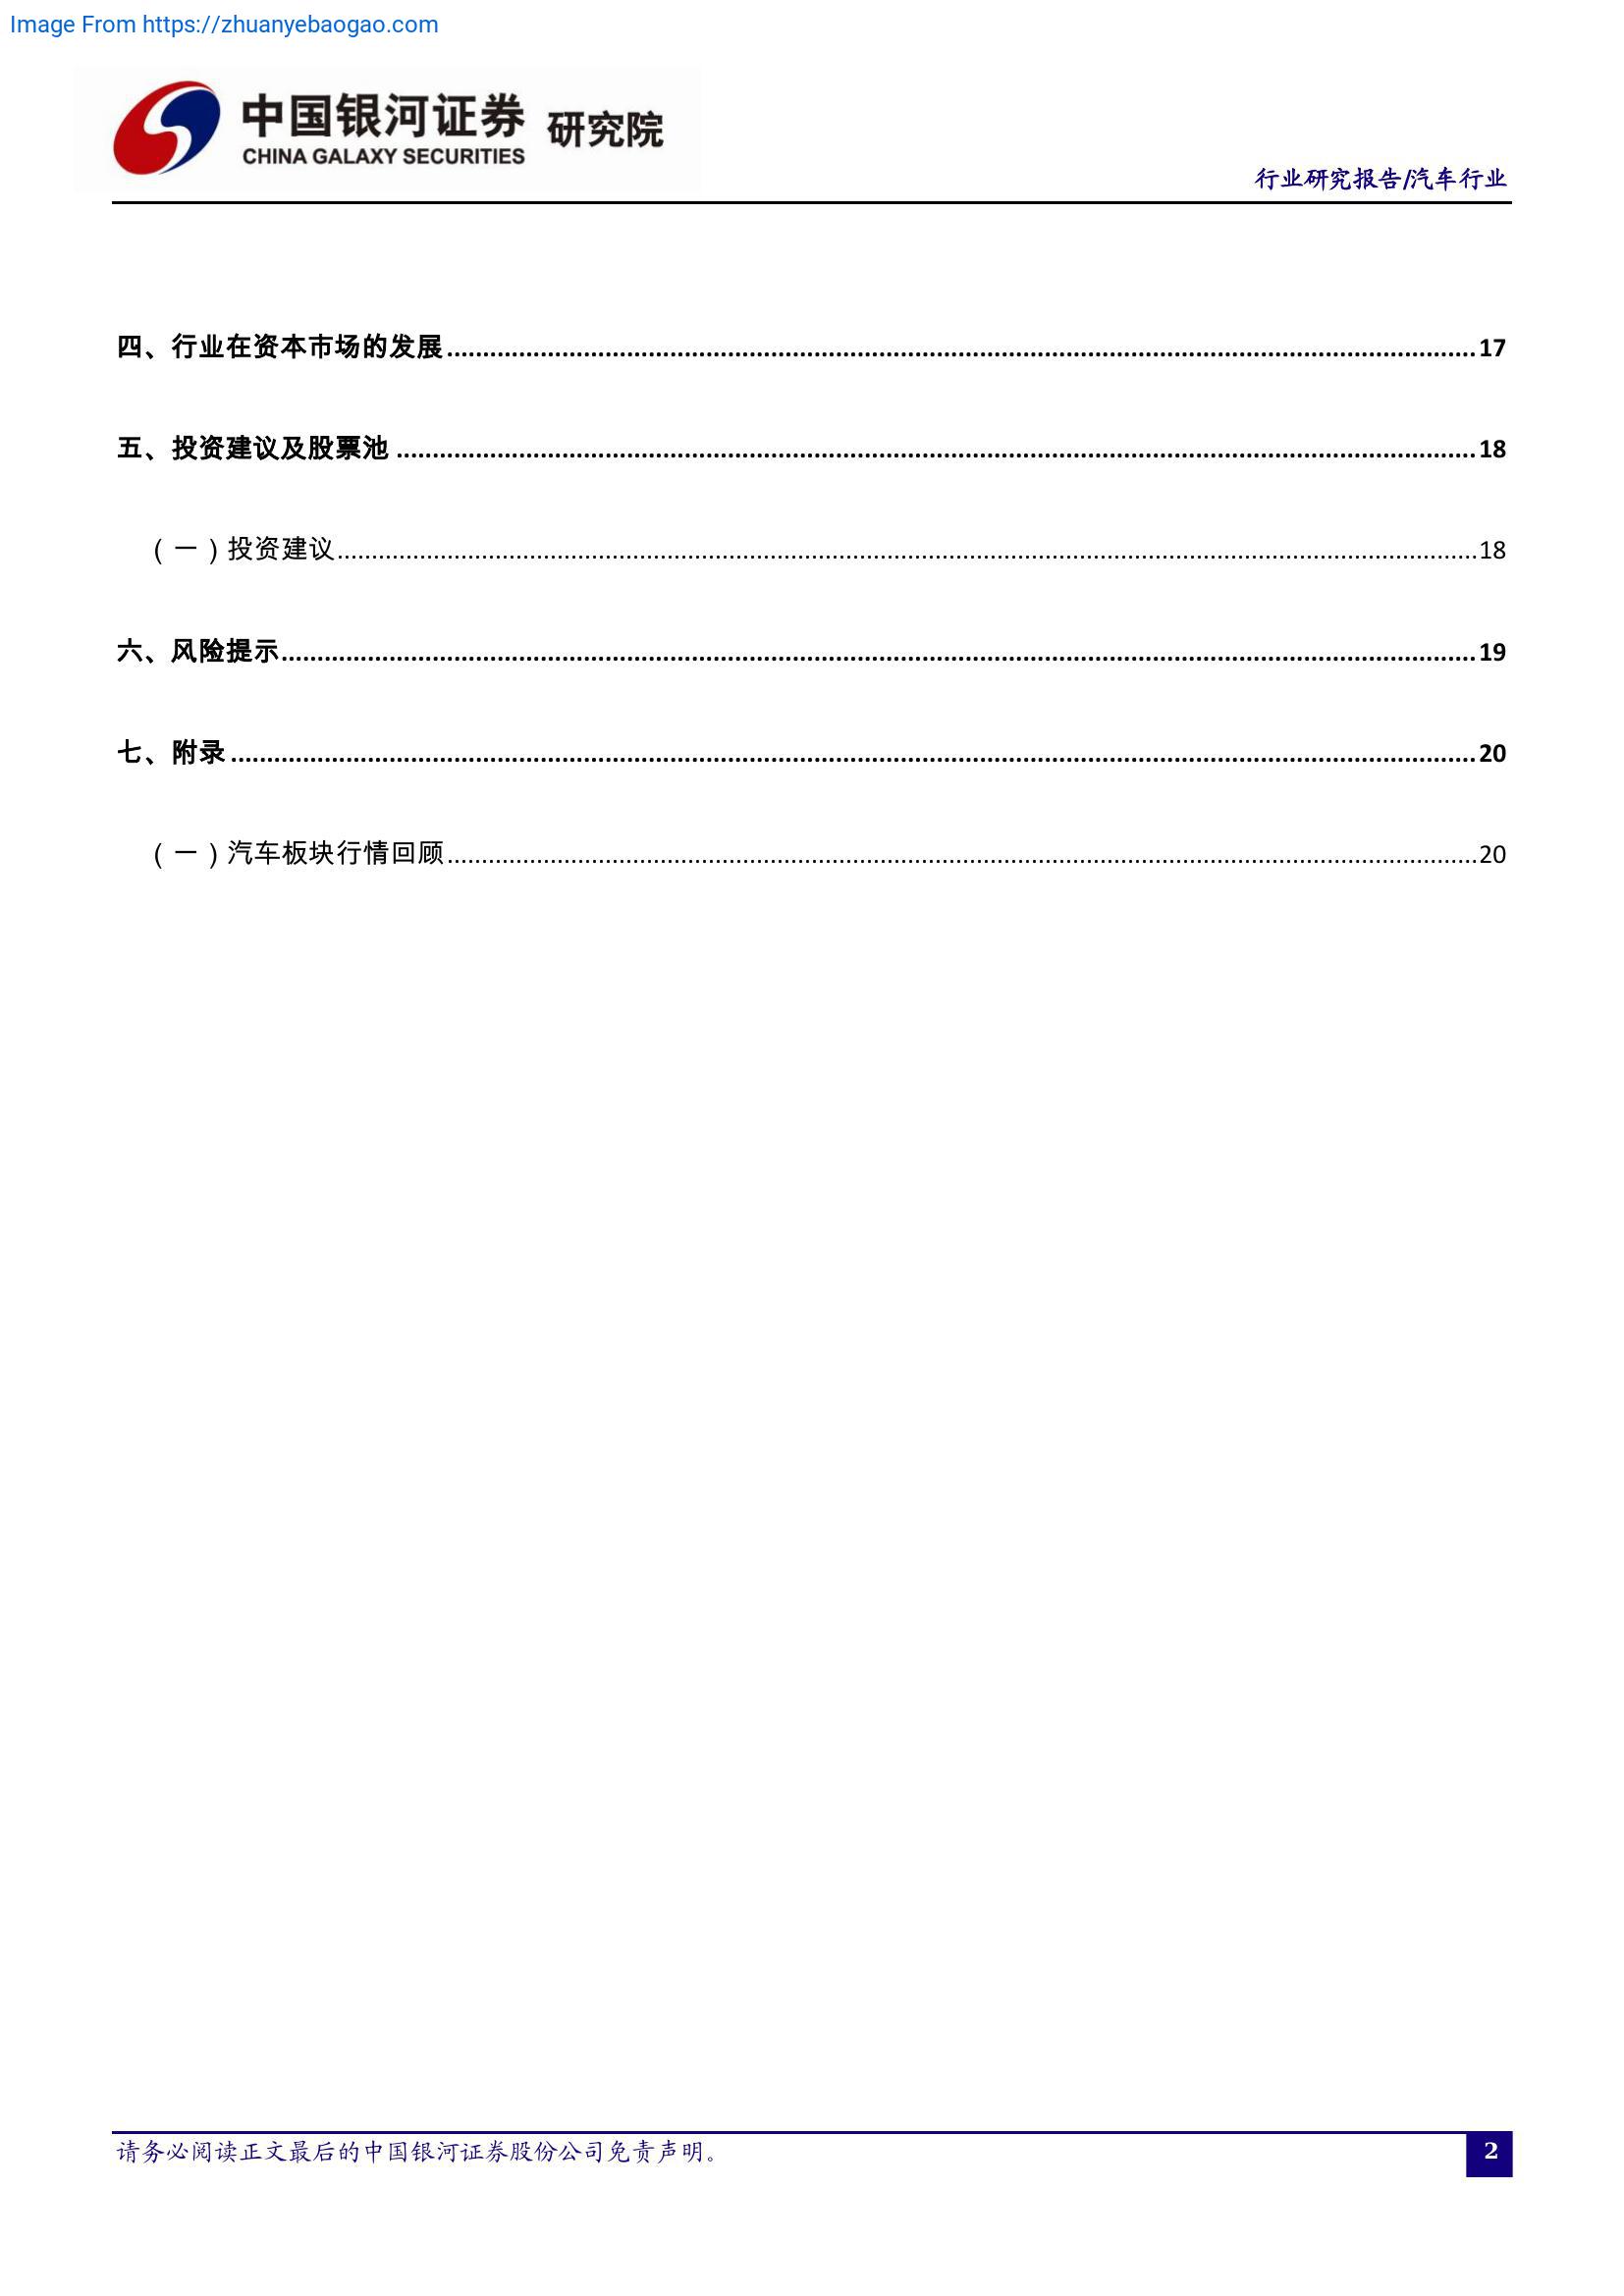 Image From https://zhuanyebaogao.com
中国银河证券 研究院
CHINA GALAXY SECURITIES
行业研究报告/汽车行业
四、行业在资本市场的发展........................17
五、投资建议及股票池........................18
(一)投资建议........................18
六、风险提示........................19
七、附录........................20
(一)汽车板块行情回顾........................20
请务必阅读正文最后的中国银河证券股份公司免责声明。
2